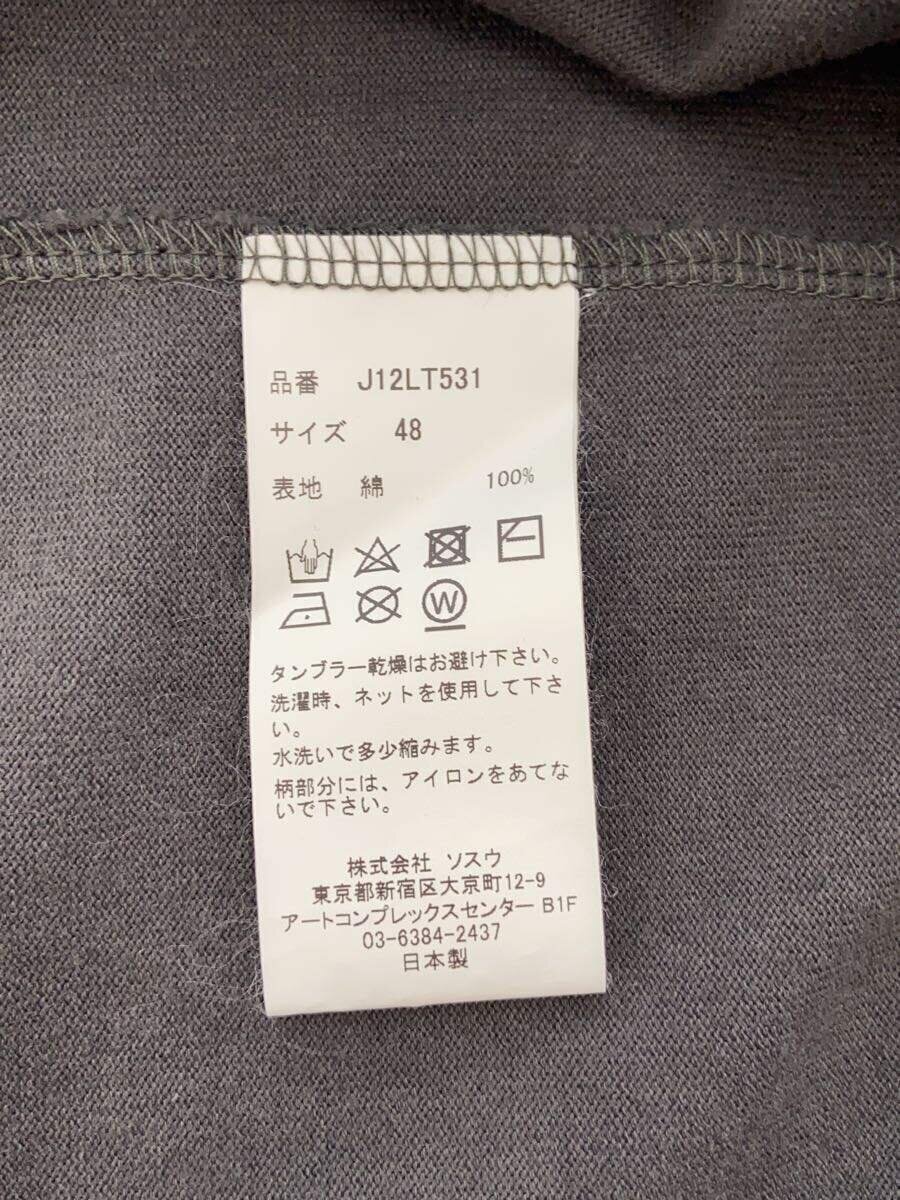 品番 J12LT531
サイズ 48
表地 綿 100%
W
タンブラー乾燥はお避け下さい。
洗濯時、ネットを使用して下さ
い。
水洗いで多少縮みます。
柄部分には、アイロンをあてな
いで下さい。
株式会社 ソスウ
東京都新宿区大京町12-9
アートコンプレックスセンター B1F
03-6384-2437
日本製